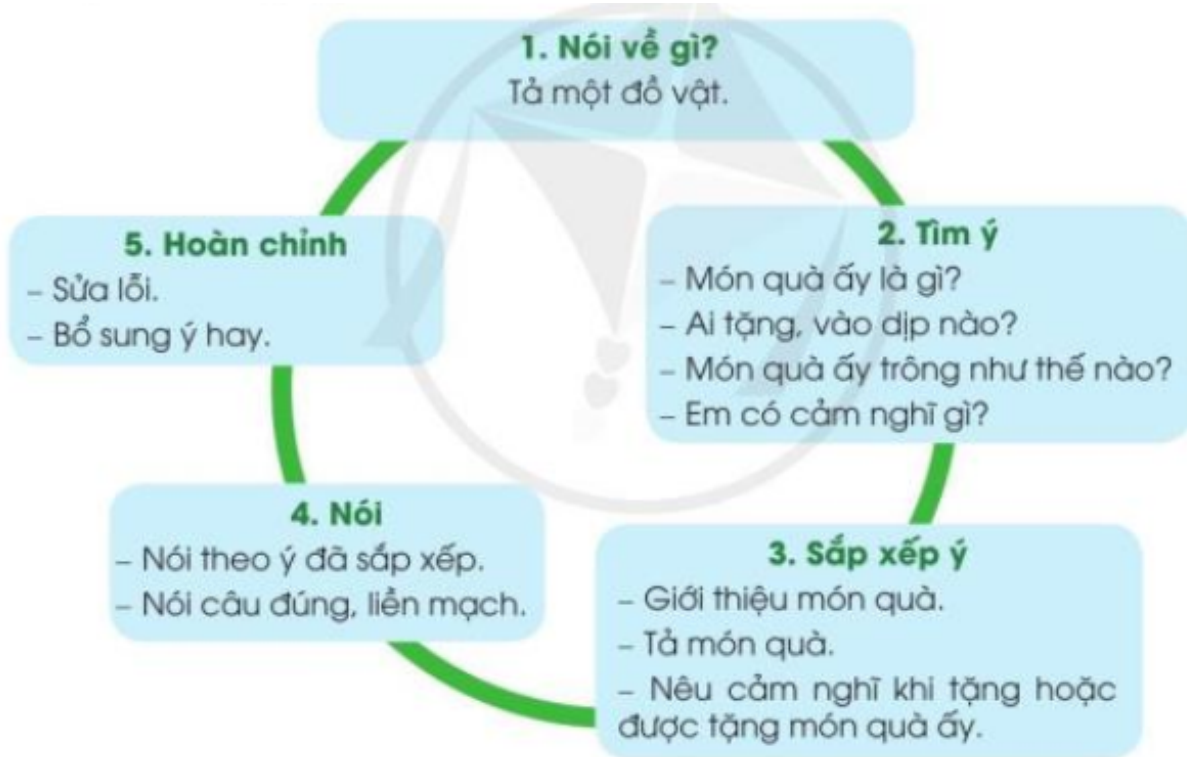 1. Nói về gì?
Tả một đồ vật.
2. Tìm ý
– Món quà ấy là gì?
– Ai tặng, vào dịp nào?
– Món quà ấy trông như thế nào?
– Em có cảm nghĩ gì?
3. Sắp xếp ý
– Giới thiệu món quà.
– Tả món quà.
– Nêu cảm nghĩ khi tặng hoặc
được tặng món quà ấy.
4. Nói
– Nói theo ý đã sắp xếp.
– Nói câu đúng, liền mạch.
5. Hoàn chỉnh
– Sửa lỗi.
– Bổ sung ý hay.